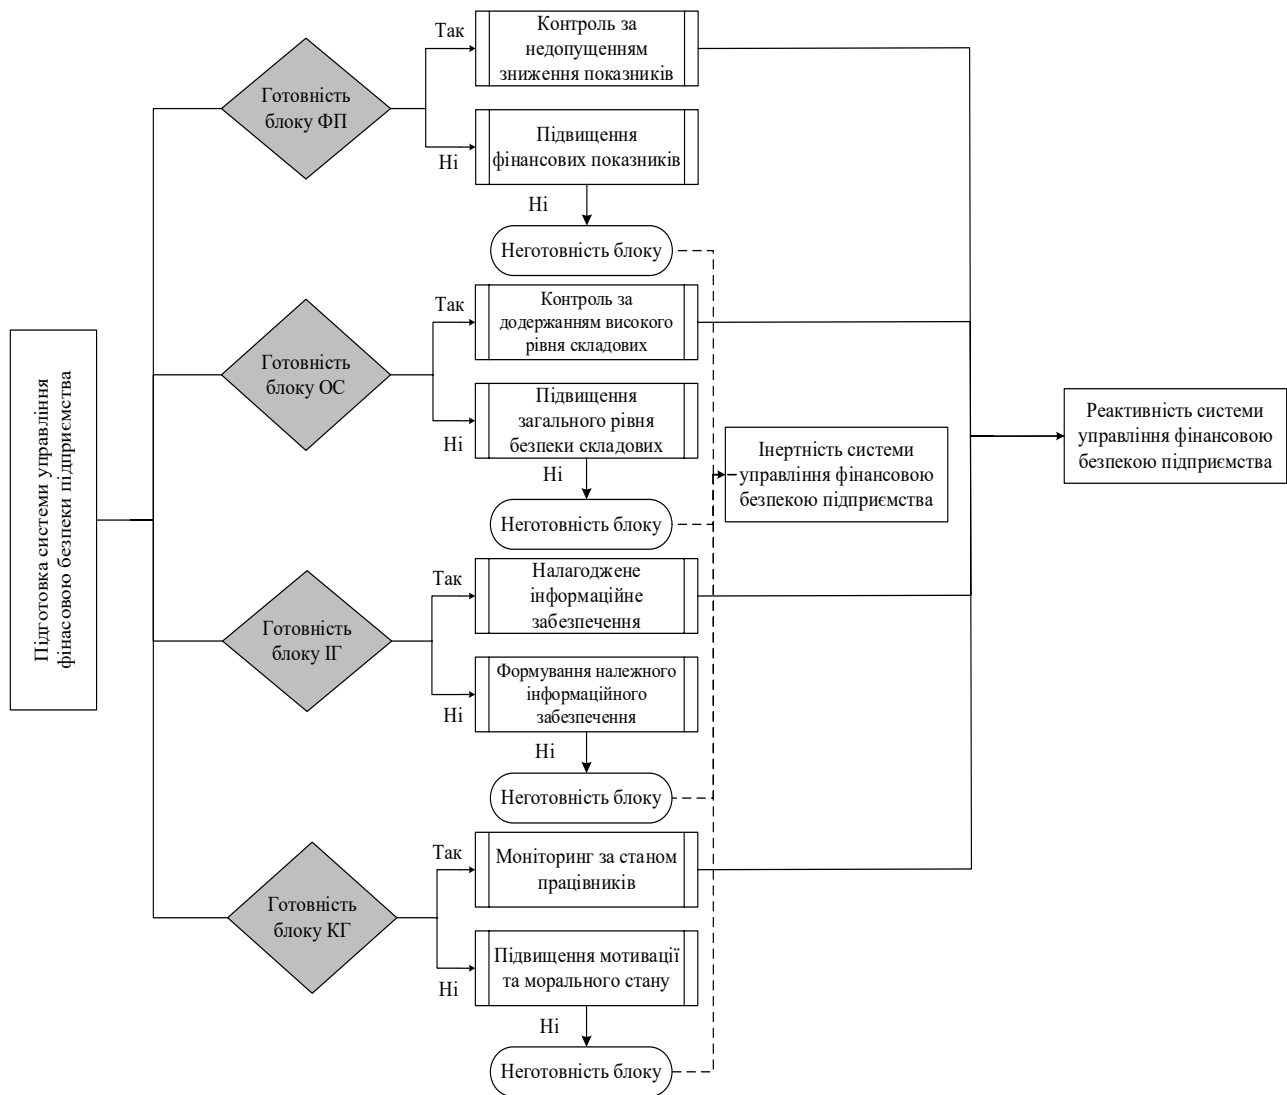 Підготовка системи управління
фінасовою безпеки підприємства
Готовність
блоку ФП
Так
Контроль за
недопущенням
зниження показників
Ні
Підвищення
фінансових показників
Ні
Неготовність блоку
Готовність
блоку ОС
Так
Контроль за
додержанням високого
рівня складових
Ні
Підвищення
загального рівня
безпеки складових
Ні
Неготовність блоку
Готовність
блоку ІГ
Так
Налагоджене
інформаційне
забезпечення
Ні
Формування належного
інформаційного
забезпечення
Ні
Неготовність блоку
Готовність
блоку КГ
Так
Моніторинг за станом
працівників
Ні
Підвищення мотивації
та морального стану
Ні
Неготовність блоку
Інертність системи
управління фінансовою
безпекою підприємства
Реактивність системи
управління фінансовою
безпекою підприємства